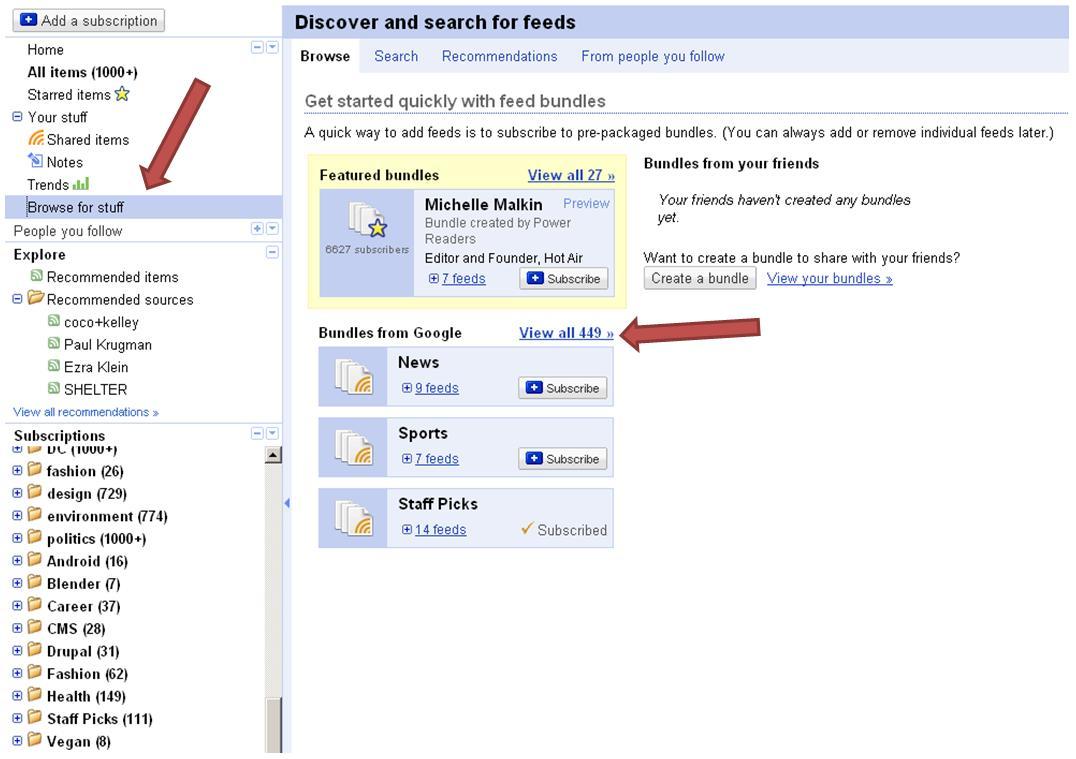 Add a subscription
Home
All items (1000+)
Starred items
Your stuff
Shared items
Notes
Trends
Browse for stuff
People you follow
Explore
Recommended items
Recommended sources
coco+kelley
Paul Krugman
Ezra Klein
SHELTER
View all recommendations »
Subscriptions
DC (1000+)
fashion (26)
design (729)
environment (774)
politics (1000+)
Android (16)
Blender (7)
Career (37)
CMS (28)
Drupal (31)
Fashion (62)
Health (149)
Staff Picks (111)
Vegan (8)
Discover and search for feeds
Browse Search Recommendations From people you follow
Get started quickly with feed bundles
A quick way to add feeds is to subscribe to pre-packaged bundles. (You can always add or remove individual feeds later.)
Featured bundles View all 27 »
Michelle Malkin Preview
Bundle created by Power
Readers
6627 subscribers
Editor and Founder, Hot Air
7 feeds Subscribe
Bundles from Google View all 449 »
News
9 feeds Subscribe
Sports
7 feeds Subscribe
Staff Picks
14 feeds Subscribed
Bundles from your friends
Your friends haven't created any bundles
yet.
Want to create a bundle to share with your friends?
Create a bundle View your bundles »